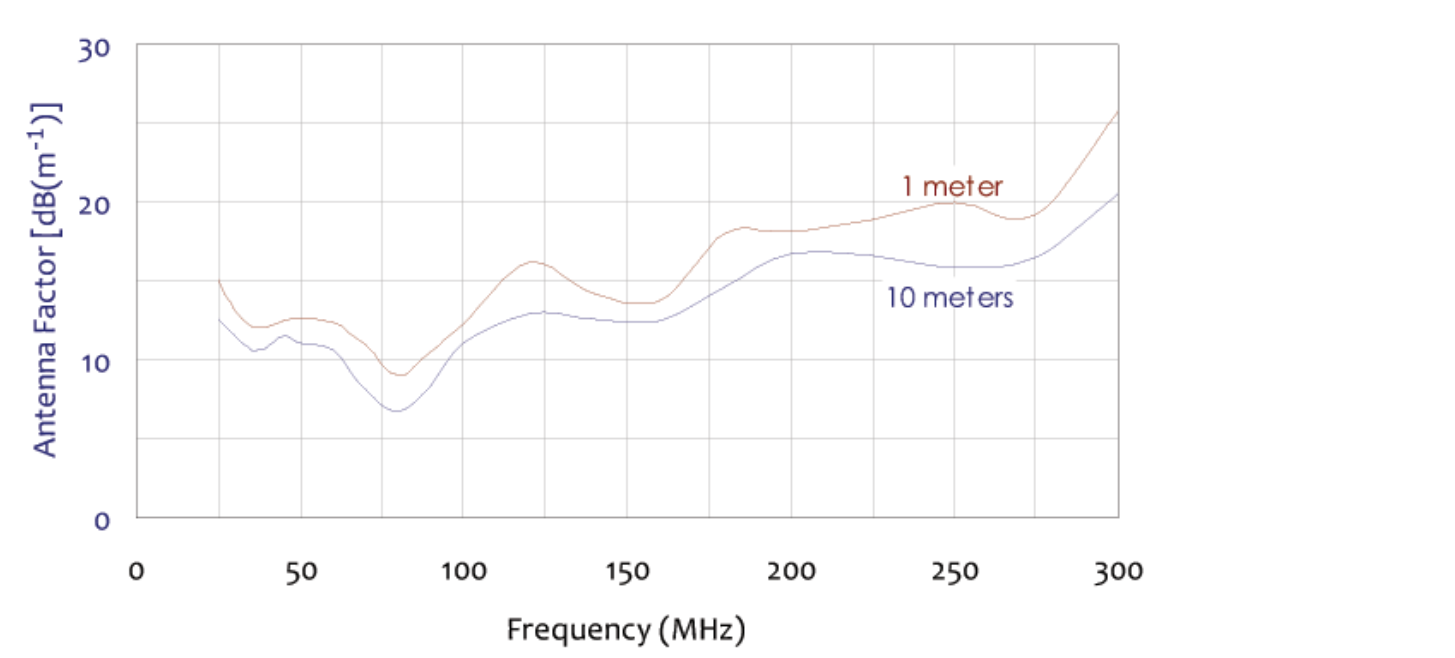 30
20
10
0
Antenna Factor [dB(m⁻¹)]
1 meter
10 meters
0 50 100 150 200 250 300
Frequency (MHz)